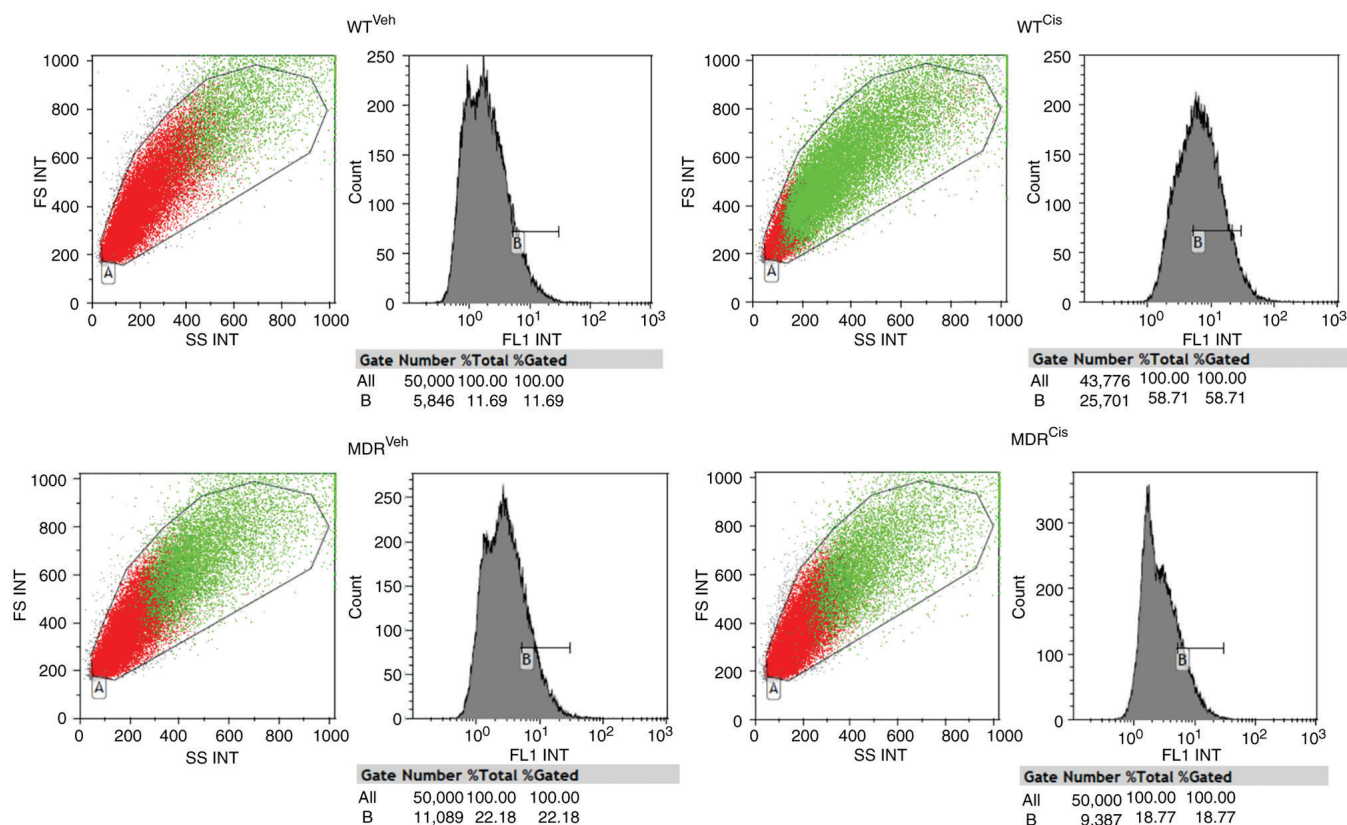 WT^Veh
1000
800
600
400
200
0
FS INT
A
0 200 400 600 800 1000
SS INT
250
200
150
100
50
0
Count
B
10^0 10^1 10^2 10^3
FL1 INT
Gate Number %Total %Gated
All 50,000 100.00 100.00
B 5,846 11.69 11.69
WT^Cis
1000
800
600
400
200
0
FS INT
A
0 200 400 600 800 1000
SS INT
250
200
150
100
50
0
Count
B
10^0 10^1 10^2 10^3
FL1 INT
Gate Number %Total %Gated
All 43,776 100.00 100.00
B 25,701 58.71 58.71
MDR^Veh
1000
800
600
400
200
0
FS INT
A
0 200 400 600 800 1000
SS INT
250
200
150
100
50
0
Count
B
10^0 10^1 10^2 10^3
FL1 INT
Gate Number %Total %Gated
All 50,000 100.00 100.00
B 11,089 22.18 22.18
MDR^Cis
1000
800
600
400
200
0
FS INT
A
0 200 400 600 800 1000
SS INT
300
200
100
0
Count
B
10^0 10^1 10^2 10^3
FL1 INT
Gate Number %Total %Gated
All 50,000 100.00 100.00
B 9,387 18.77 18.77